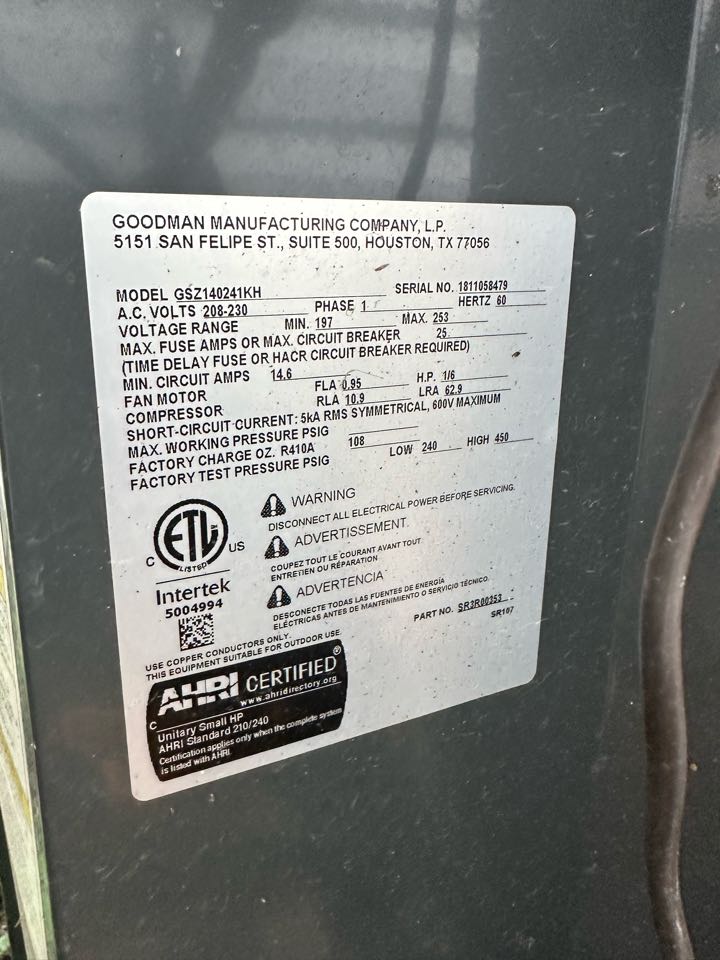 GOODMAN MANUFACTURING COMPANY, L.P.
5151 SAN FELIPE ST., SUITE 500, HOUSTON, TX 77056
MODEL GSZ140241KH SERIAL NO. 1811058479
A.C. VOLTS 208-230 PHASE 1 HERTZ 60
VOLTAGE RANGE MIN. 197 MAX. 253
MAX. FUSE AMPS OR MAX. CIRCUIT BREAKER 25
(TIME DELAY FUSE OR HACR CIRCUIT BREAKER REQUIRED)
MIN. CIRCUIT AMPS 14.6
FAN MOTOR FLA 0.95 H.P. 1/6
COMPRESSOR RLA 10.9 LRA 62.9
SHORT-CIRCUIT CURRENT: 5kA RMS SYMMETRICAL, 600V MAXIMUM
MAX. WORKING PRESSURE PSIG
FACTORY CHARGE OZ. R410A 108
FACTORY TEST PRESSURE PSIG LOW 240 HIGH 450
WARNING
DISCONNECT ALL ELECTRICAL POWER BEFORE SERVICING.
ADVERTISSEMENT
COUPEZ TOUT LE COURANT AVANT TOUT
ENTRETIEN OU RÉPARATION
ADVERTENCIA
DESCONECTE TODAS LAS FUENTES DE ENERGÍA
ELÉCTRICAS ANTES DE MANTENIMIENTO O SERVICIO TÉCNICO.
PART NO. SR3R00353
SR107
C ETL US
LISTED
Intertek
5004994
USE COPPER CONDUCTORS ONLY.
THIS EQUIPMENT SUITABLE FOR OUTDOOR USE.
C AHRI CERTIFIED®
www.ahridirectory.org
Unitary Small HP
AHRI Standard 210/240
Certification applies only when the complete system
is listed with AHRI.